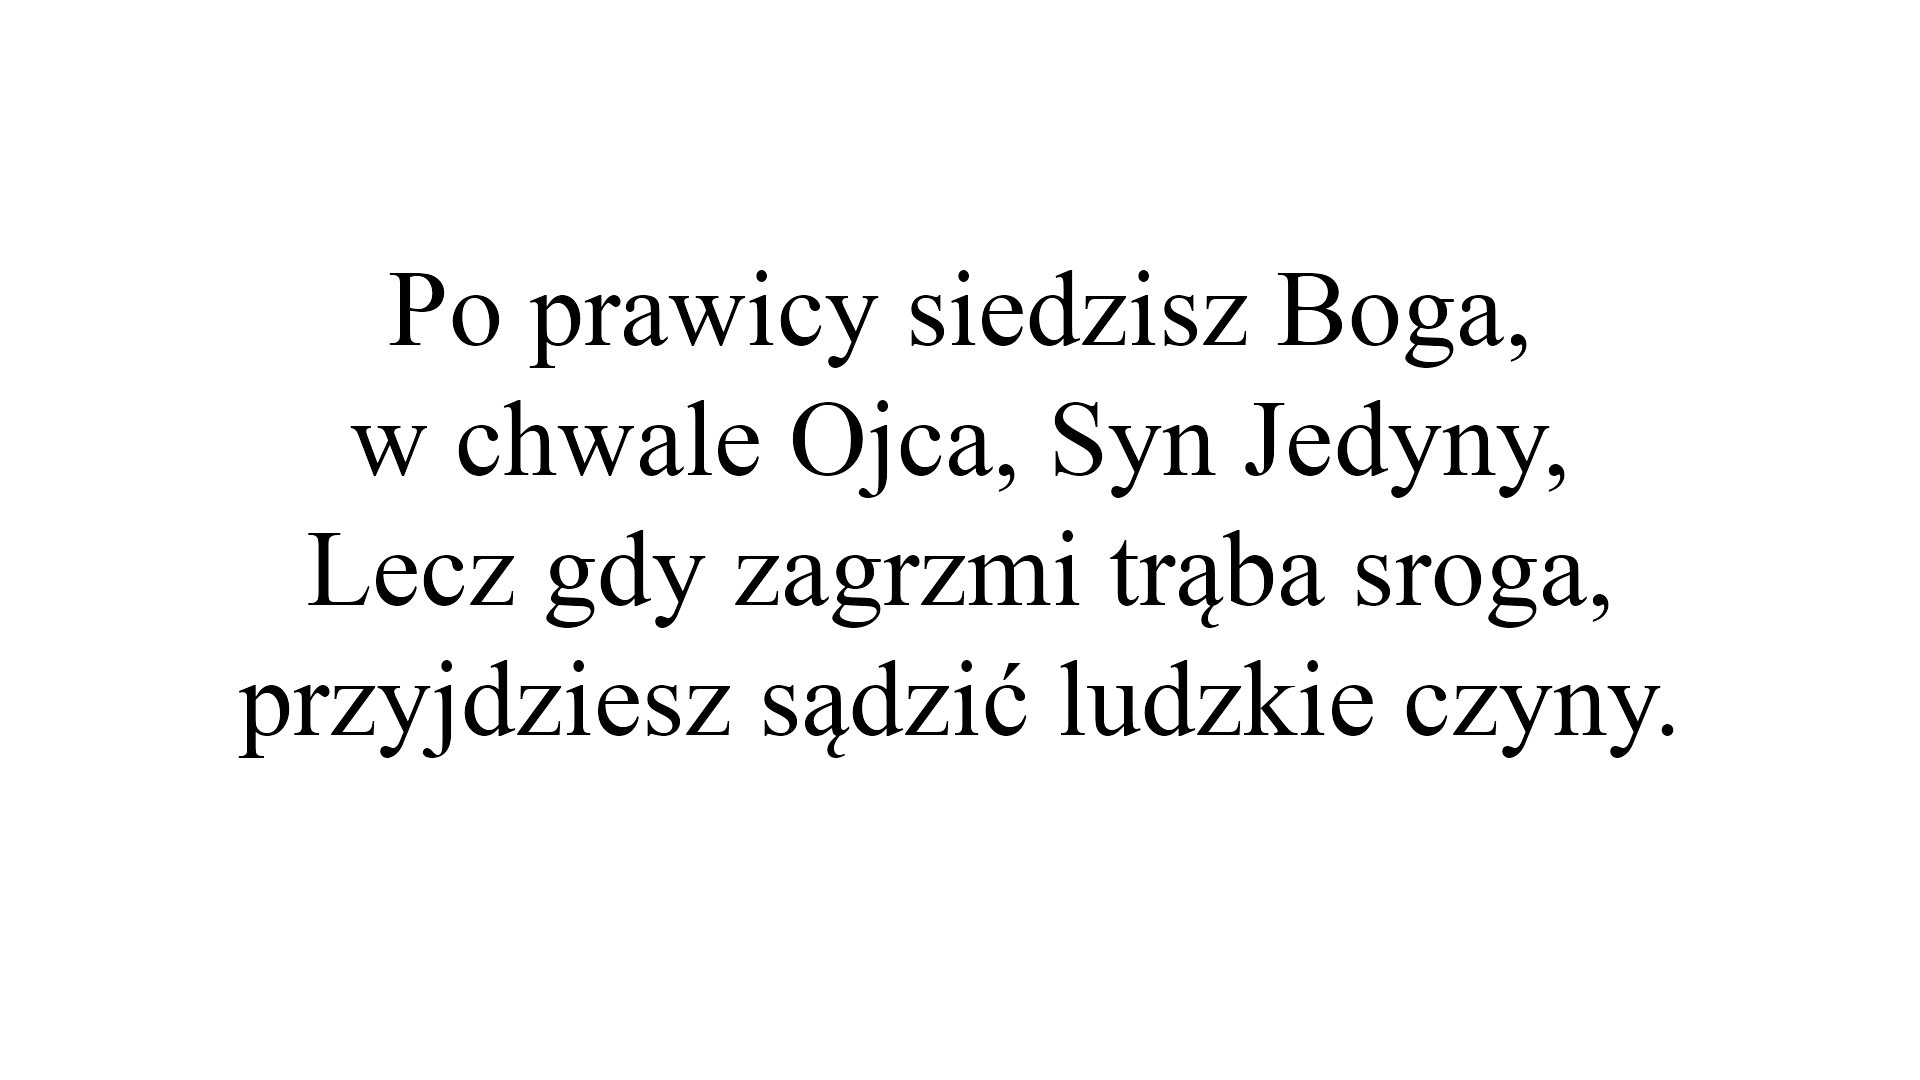 Po prawicy siedzisz Boga,
w chwale Ojca, Syn Jedyny,
Lecz gdy zagrzmi trąba sroga,
przyjdziesz sądzić ludzkie czyny.